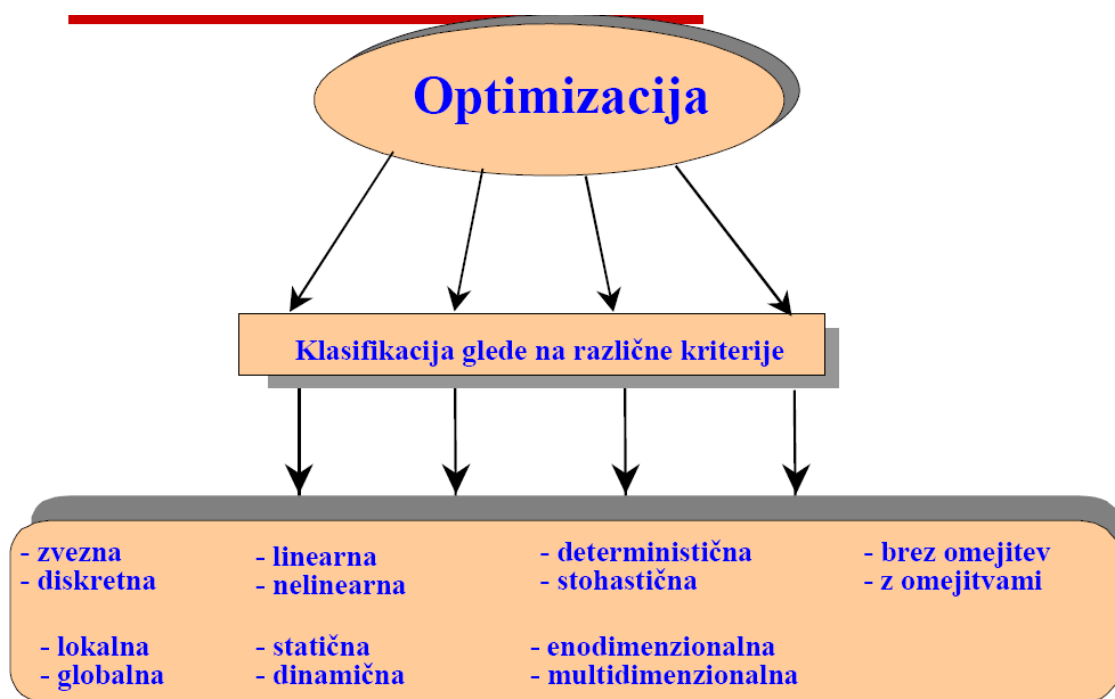 Optimizacija
Klasifikacija glede na različne kriterije
- zvezna
- diskretna
- linearna
- nelinearna
- deterministična
- stohastična
- brez omejitev
- z omejitvami
- lokalna
- globalna
- statična
- dinamična
- enodimenzionalna
- multidimenzionalna